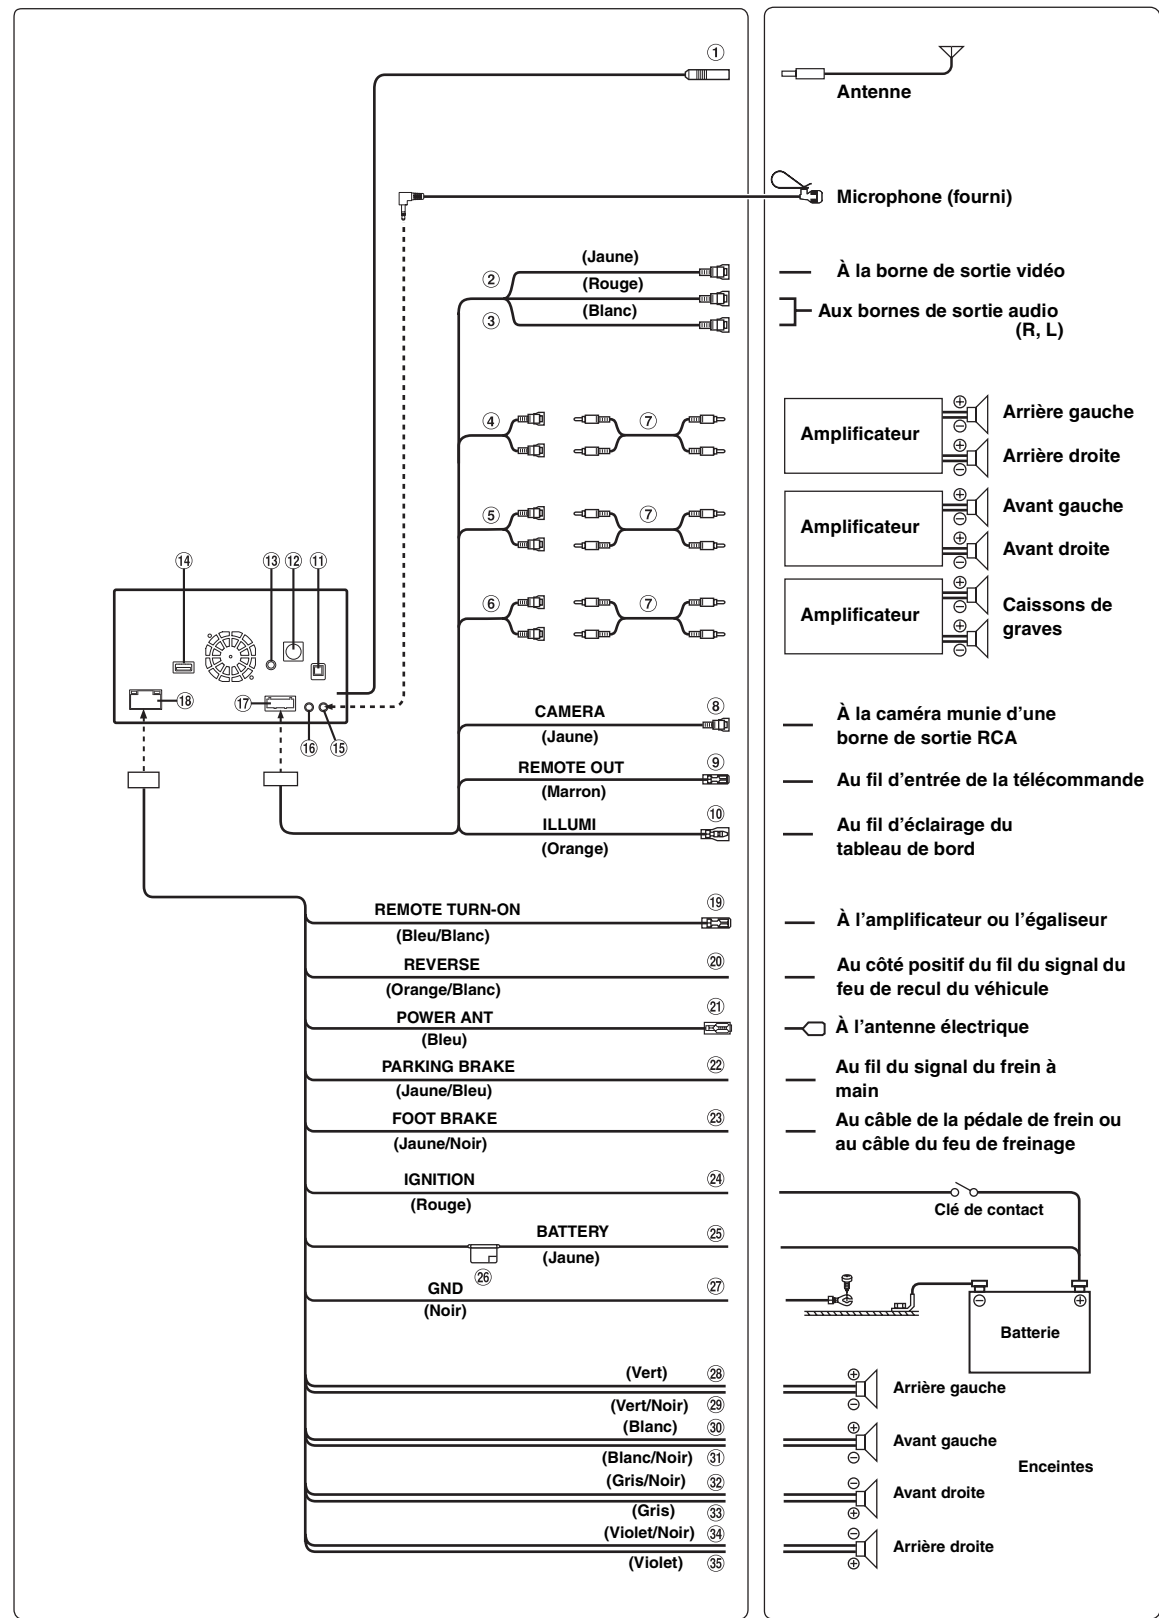 ①
Antenne
Microphone (fourni)
(Jaune)
② À la borne de sortie vidéo
(Rouge)
(Blanc)
③ Aux bornes de sortie audio
(R, L)
④ ⑦ Amplificateur ⊕ ⊖ Arrière gauche
⊕ ⊖ Arrière droite
⑤ ⑦ Amplificateur ⊕ ⊖ Avant gauche
⊕ ⊖ Avant droite
⑥ ⑦ Amplificateur ⊕ ⊖ Caissons de
⊕ ⊖ graves
⑭ ⑬ ⑫ ⑪
⑱ ⑰ ⑯ ⑮
CAMERA ⑧ À la caméra munie d'une
(Jaune) borne de sortie RCA
REMOTE OUT ⑨ Au fil d'entrée de la télécommande
(Marron)
ILLUMI ⑩ Au fil d'éclairage du
(Orange) tableau de bord
REMOTE TURN-ON ⑲ À l'amplificateur ou l'égaliseur
(Bleu/Blanc)
REVERSE ⑳ Au côté positif du fil du signal du
(Orange/Blanc) feu de recul du véhicule
POWER ANT ㉑ À l'antenne électrique
(Bleu)
PARKING BRAKE ㉒ Au fil du signal du frein à
(Jaune/Bleu) main
FOOT BRAKE ㉓ Au câble de la pédale de frein ou
(Jaune/Noir) au câble du feu de freinage
IGNITION ㉔
(Rouge) Clé de contact
BATTERY ㉕
(Jaune)
㉖
GND ㉗ ⊖ ⊕
(Noir) Batterie
(Vert) ㉘ ⊕ Arrière gauche
(Vert/Noir) ㉙ ⊖
(Blanc) ㉚ ⊕ Avant gauche
(Blanc/Noir) ㉛ ⊖
Enceintes
(Gris/Noir) ㉜ ⊖ Avant droite
(Gris) ㉝ ⊕
(Violet/Noir) ㉞ ⊖ Arrière droite
(Violet) ㉟ ⊕